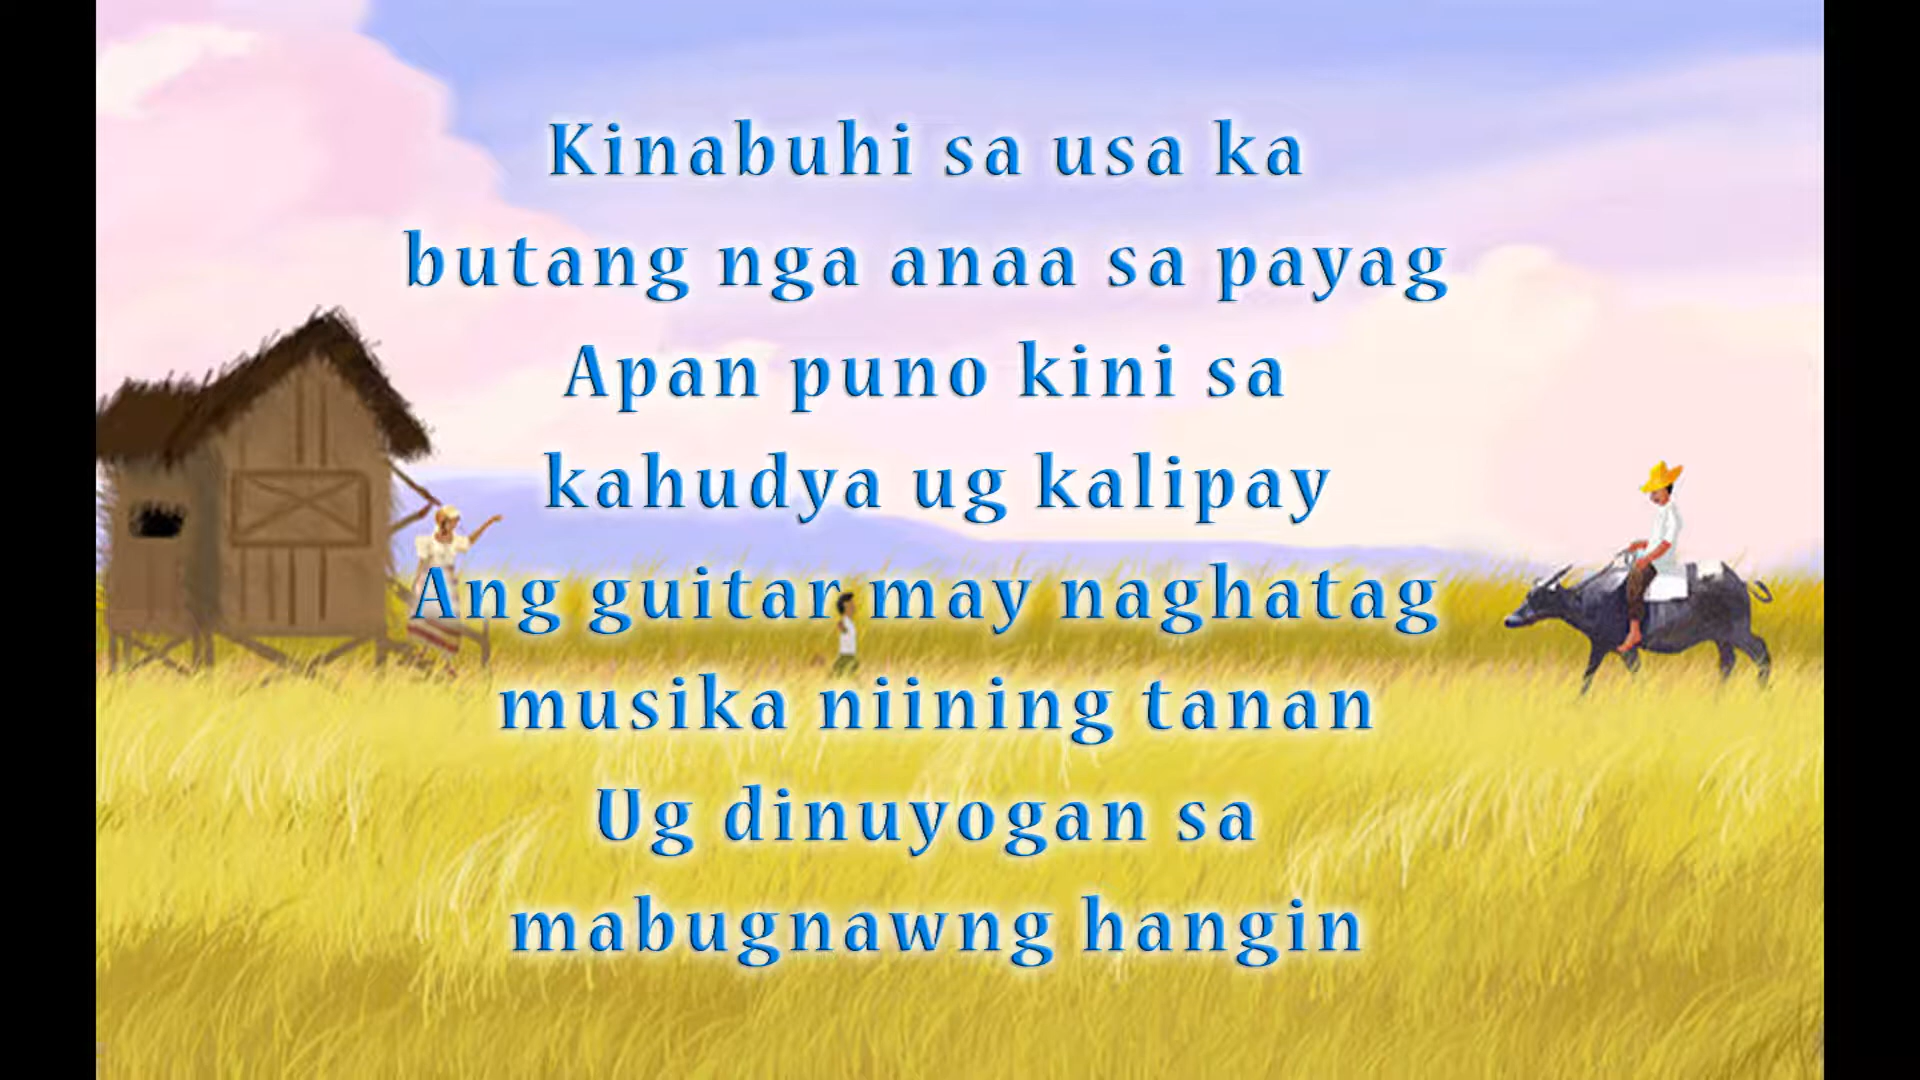 Kinabuhi sa usa ka
butang nga anaa sa payag
Apan puno kini sa
kahudya ug kalipay
Ang guitar may naghatag
musika niining tanan
Ug dinuyogan sa
mabugnawng hangin